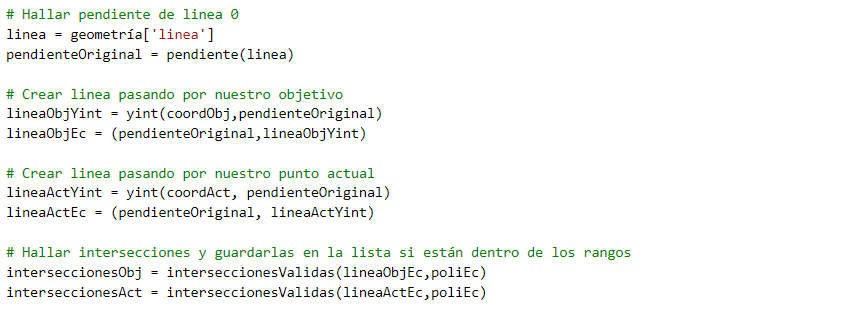 # Hallar pendiente de linea 0
linea = geometría['linea']
pendienteOriginal = pendiente(linea)
# Crear linea pasando por nuestro objetivo
lineaObjYint = yint(coordObj,pendienteOriginal)
lineaObjEc = (pendienteOriginal,lineaObjYint)
# Crear linea pasando por nuestro punto actual
lineaActYint = yint(coordAct, pendienteOriginal)
lineaActEc = (pendienteOriginal, lineaActYint)
# Hallar intersecciones y guardarlas en la lista si están dentro de los rangos
interseccionesObj = interseccionesValidas(lineaObjEc,poliEc)
interseccionesAct = interseccionesValidas(lineaActEc,poliEc)